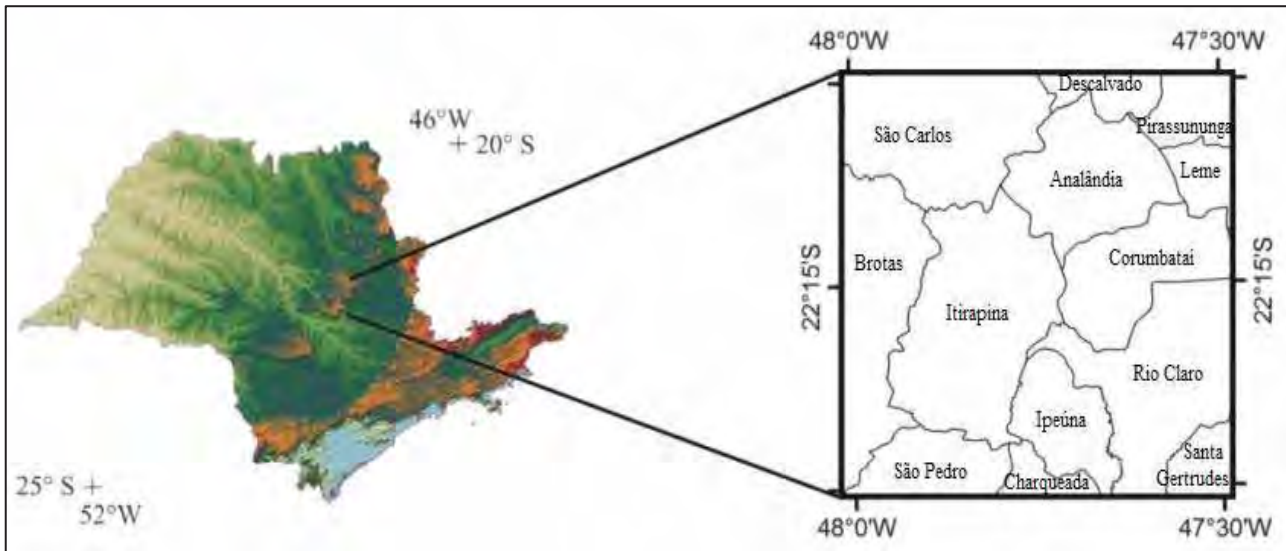 46°W
+ 20° S
25° S +
52°W
48°0'W
47°30'W
Descalvado
São Carlos
Pirassununga
Analândia
Leme
22°15'S
Brotas
Corumbatai
22°15'S
Itirapina
Rio Claro
Ipeúna
São Pedro
Charqueada
Santa
Gertrudes
48°0'W
47°30'W